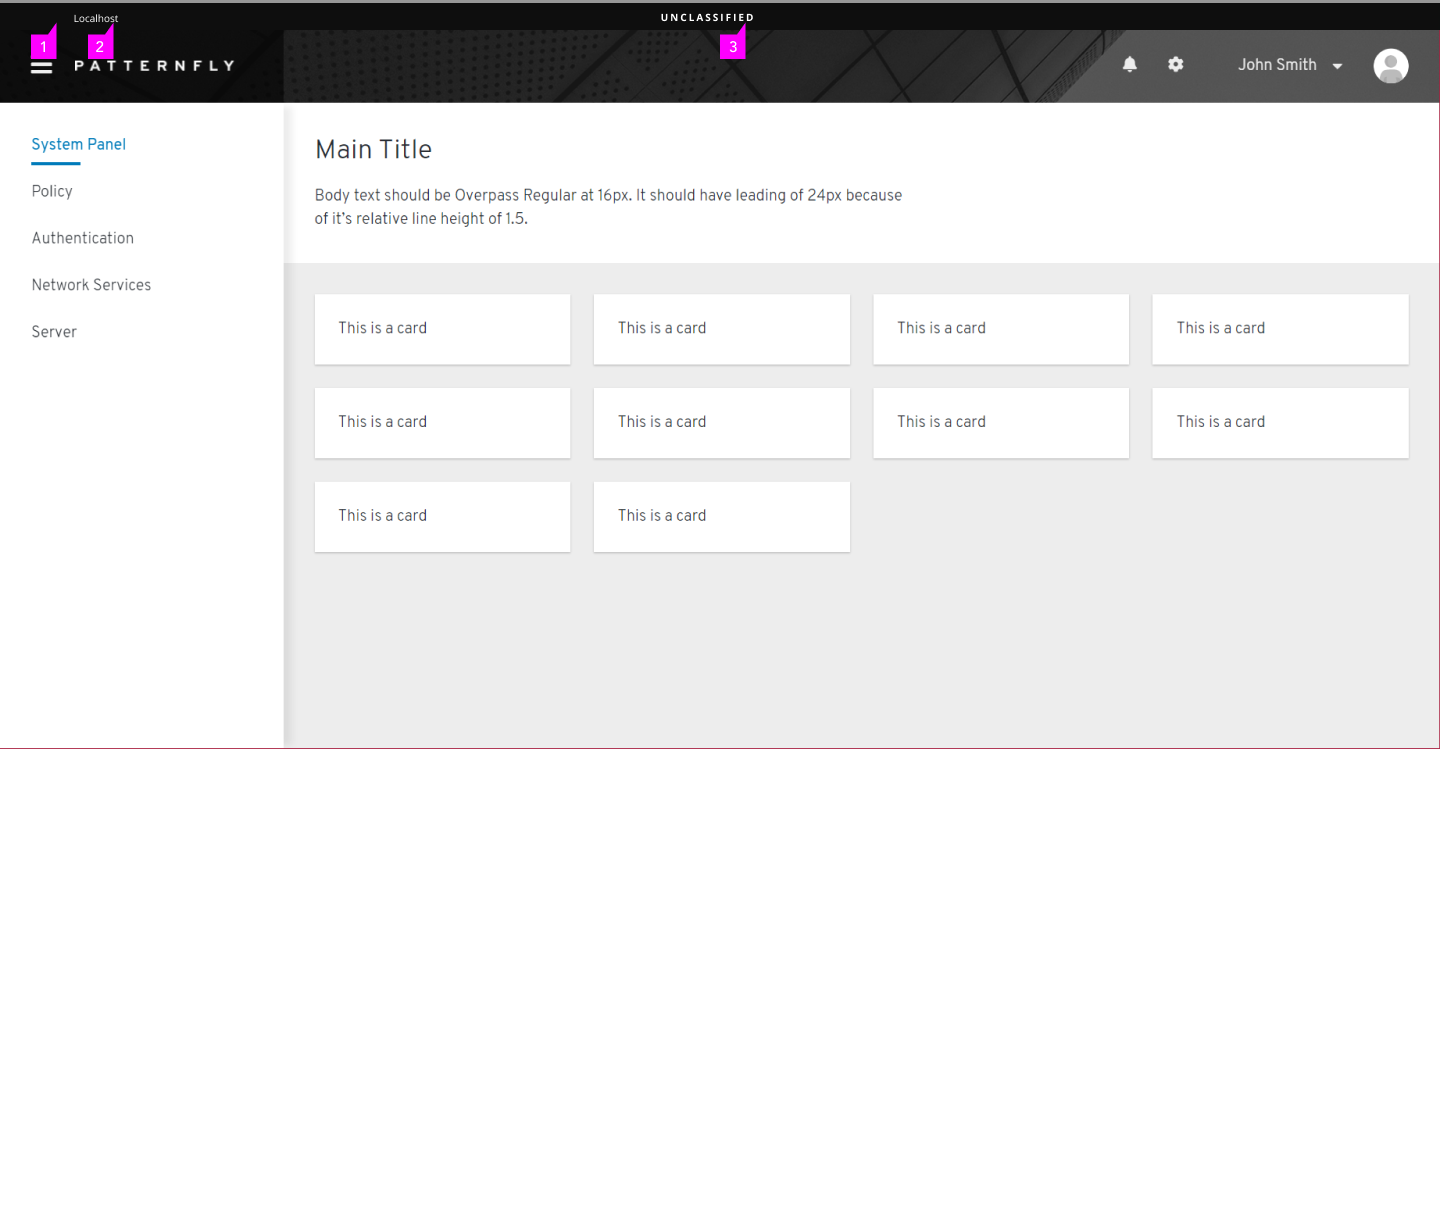 Localhost
UNCLASSIFIED
1
2
3
PATTERNFLY
John Smith
System Panel
Policy
Authentication
Network Services
Server
Main Title
Body text should be Overpass Regular at 16px. It should have leading of 24px because
of it’s relative line height of 1.5.
This is a card
This is a card
This is a card
This is a card
This is a card
This is a card
This is a card
This is a card
This is a card
This is a card